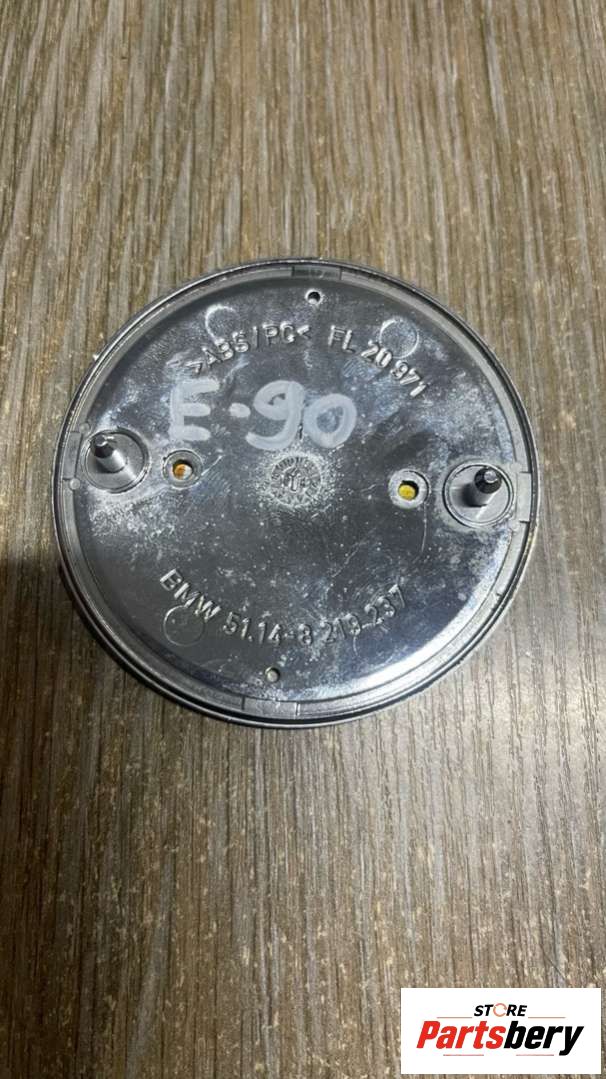 >ABS/PC< FL 20 971
E-90
BMW 51.14-8 219.237
STORE
Partsbery